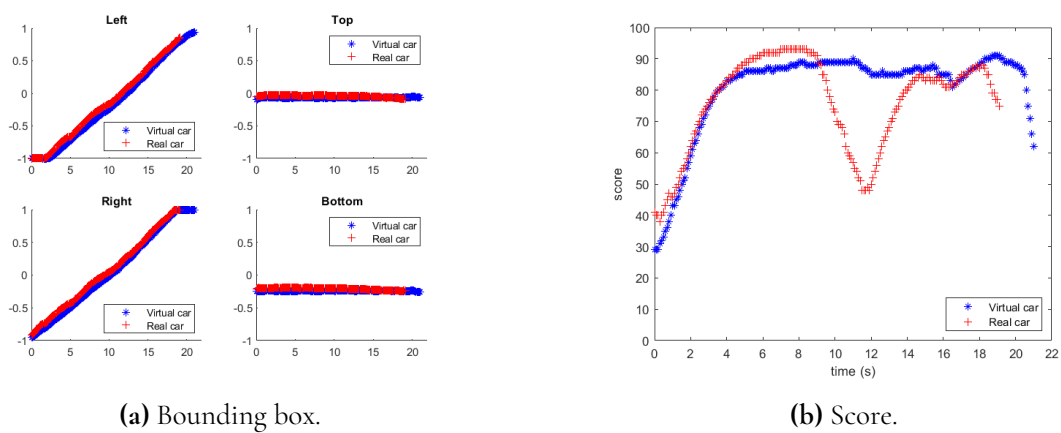 Left
1
0.5
0
-0.5
-1
0 5 10 15 20
Virtual car
Real car
Top
1
0.5
0
-0.5
-1
0 5 10 15 20
Virtual car
Real car
Right
1
0.5
0
-0.5
-1
0 5 10 15 20
Virtual car
Real car
Bottom
1
0.5
0
-0.5
-1
0 5 10 15 20
Virtual car
Real car
(a) Bounding box.
100
90
80
70
60
50
40
30
20
10
0
score
0 2 4 6 8 10 12 14 16 18 20 22
time (s)
Virtual car
Real car
(b) Score.